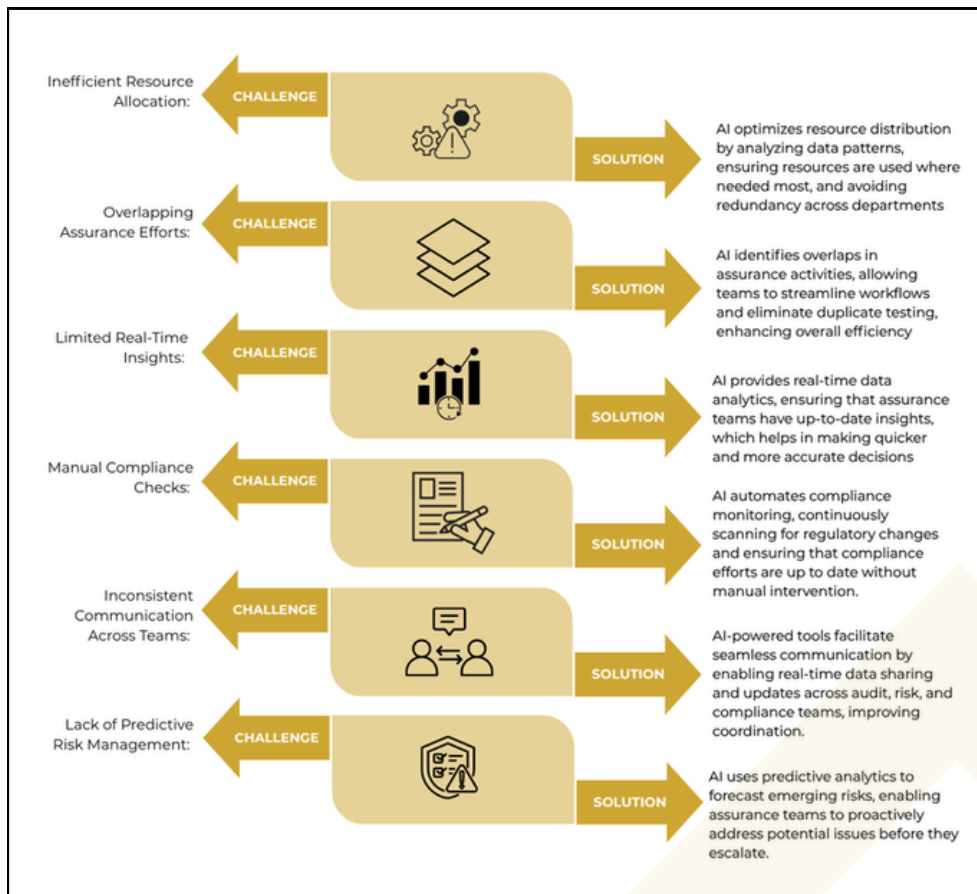 Inefficient Resource
Allocation:
CHALLENGE
SOLUTION
AI optimizes resource distribution
by analyzing data patterns,
ensuring resources are used where
needed most, and avoiding
redundancy across departments
Overlapping
Assurance Efforts:
CHALLENGE
SOLUTION
AI identifies overlaps in
assurance activities, allowing
teams to streamline workflows
and eliminate duplicate testing,
enhancing overall efficiency
Limited Real-Time
Insights:
CHALLENGE
SOLUTION
AI provides real-time data
analytics, ensuring that assurance
teams have up-to-date insights,
which helps in making quicker
and more accurate decisions
Manual Compliance
Checks:
CHALLENGE
SOLUTION
AI automates compliance
monitoring, continuously
scanning for regulatory changes
and ensuring that compliance
efforts are up to date without
manual intervention.
Inconsistent
Communication
Across Teams:
CHALLENGE
SOLUTION
AI-powered tools facilitate
seamless communication by
enabling real-time data sharing
and updates across audit, risk, and
compliance teams, improving
coordination.
Lack of Predictive
Risk Management:
CHALLENGE
SOLUTION
AI uses predictive analytics to
forecast emerging risks, enabling
assurance teams to proactively
address potential issues before they
escalate.